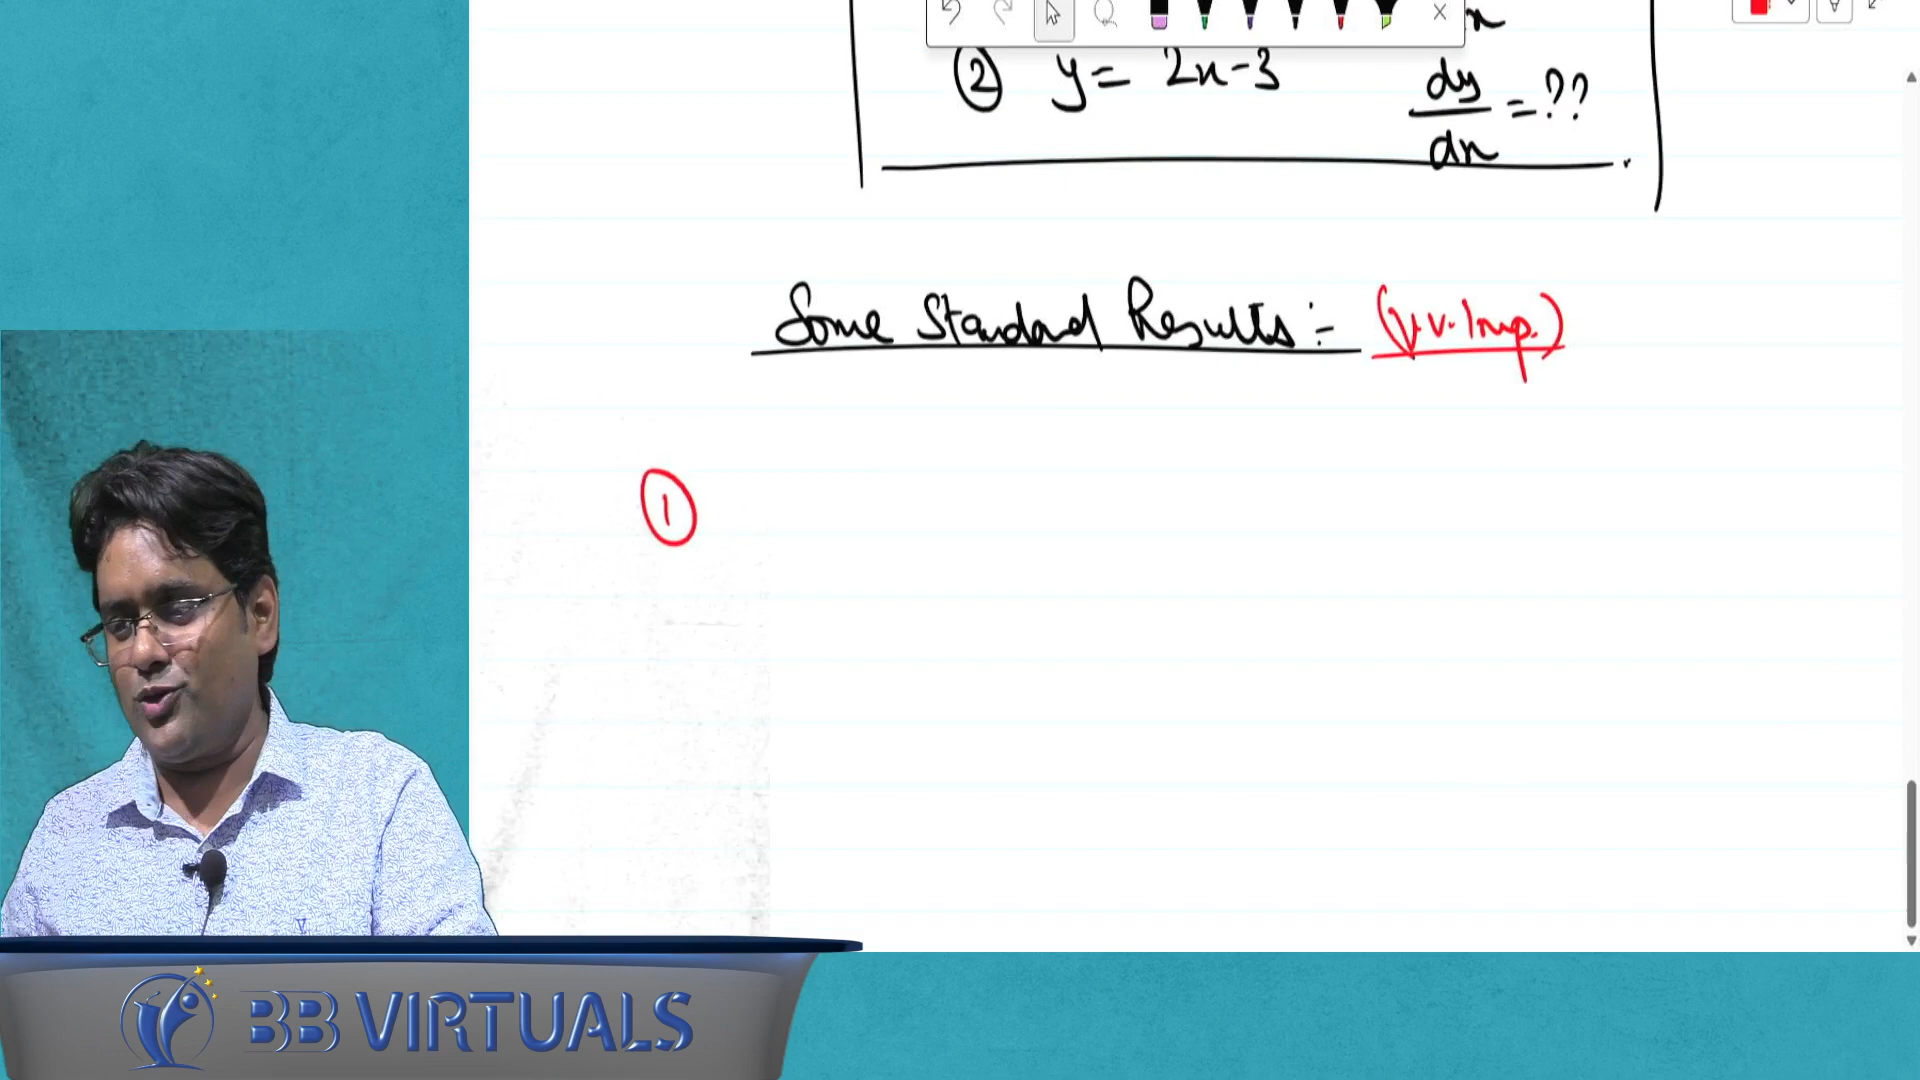 ② y = 2x-3 dy/dx = ??
Some Standard Results :- (v.v. Imp.)
①
BB VIRTUALS